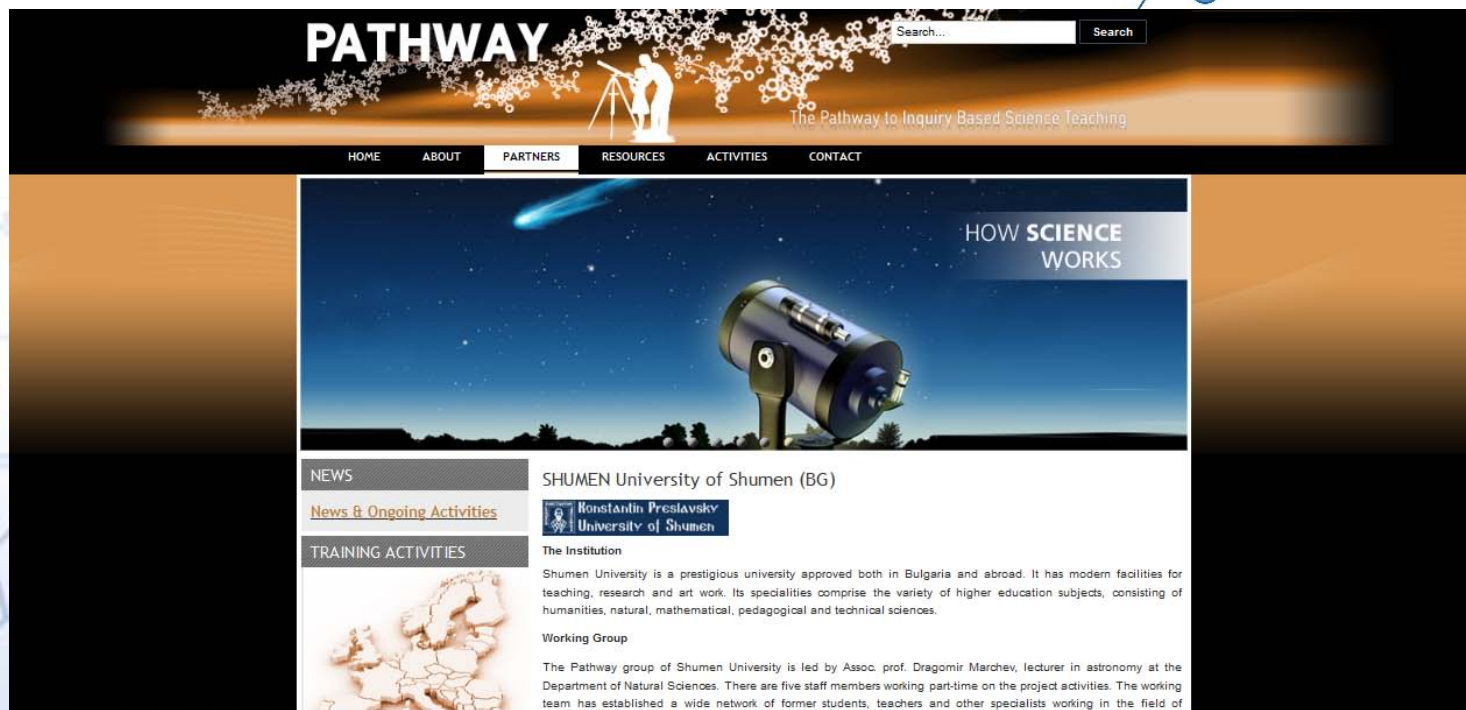 PATHWAY
Search...
Search
The Pathway to Inquiry Based Science Teaching
HOME ABOUT PARTNERS RESOURCES ACTIVITIES CONTACT
HOW SCIENCE
WORKS
NEWS
News & Ongoing Activities
TRAINING ACTIVITIES
SHUMEN University of Shumen (BG)
Konstantin Preslavsky
University of Shumen
The Institution
Shumen University is a prestigious university approved both in Bulgaria and abroad. It has modern facilities for
teaching, research and art work. Its specialities comprise the variety of higher education subjects, consisting of
humanities, natural, mathematical, pedagogical and technical sciences.
Working Group
The Pathway group of Shumen University is led by Assoc. prof. Dragomir Marchev, lecturer in astronomy at the
Department of Natural Sciences. There are five staff members working part-time on the project activities. The working
team has established a wide network of former students, teachers and other specialists working in the field of